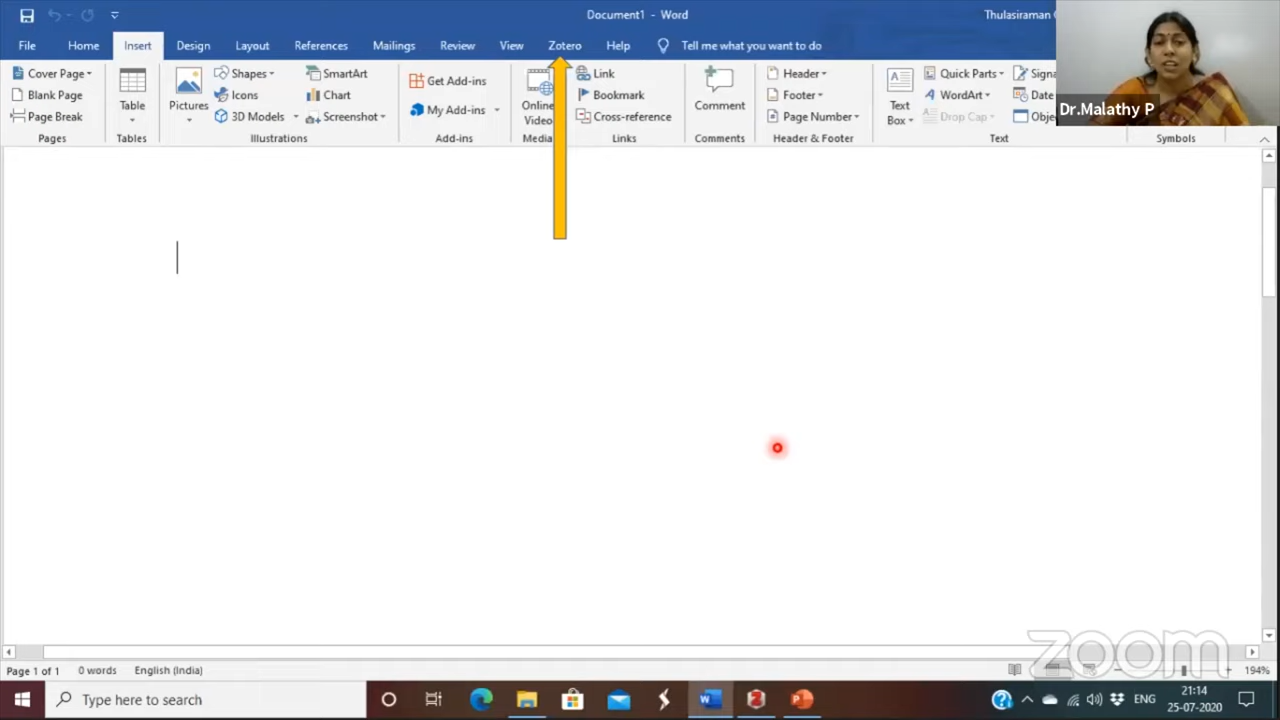 Document1 - Word
Thulasiraman
File Home Insert Design Layout References Mailings Review View Zotero Help Tell me what you want to do
Cover Page
Blank Page
Page Break
Pages
Table
Tables
Pictures
Shapes
Icons
3D Models
SmartArt
Chart
Screenshot
Illustrations
Get Add-ins
My Add-ins
Add-ins
Online
Video
Media
Link
Bookmark
Cross-reference
Links
Comment
Comments
Header
Footer
Page Number
Header & Footer
Text
Box
Quick Parts
WordArt
Drop Cap
Signa
Date
Obje
Text
Symbols
Dr.Malathy P
zoom
Page 1 of 1 0 words English (India)
194%
Type here to search
ENG
21:14
25-07-2020